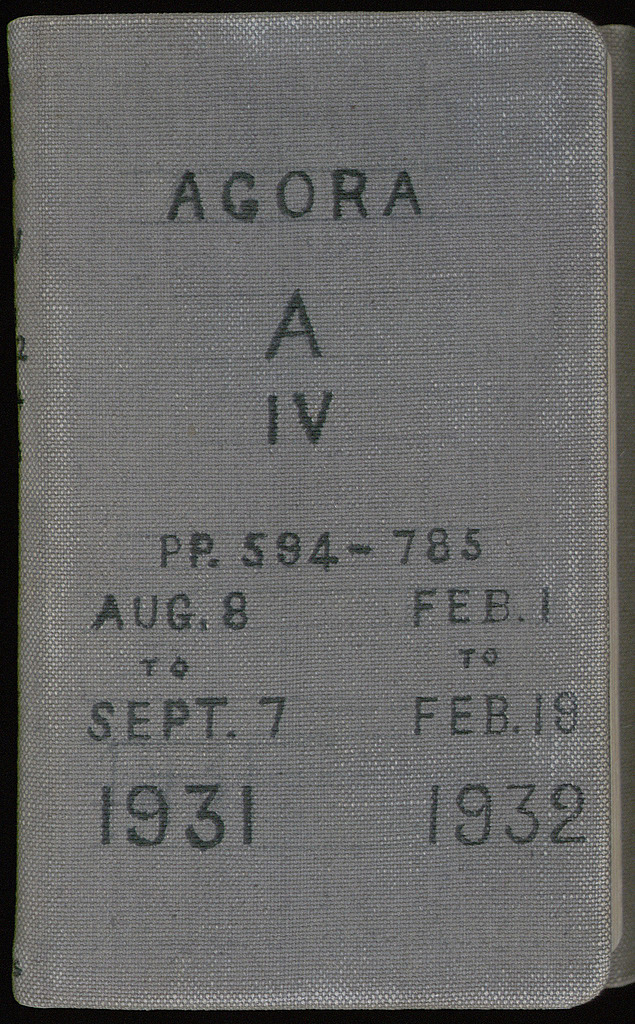 AGORA
A
IV
PP. 594-785
AUG. 8 FEB. 1
TO TO
SEPT. 7 FEB. 19
1931 1932